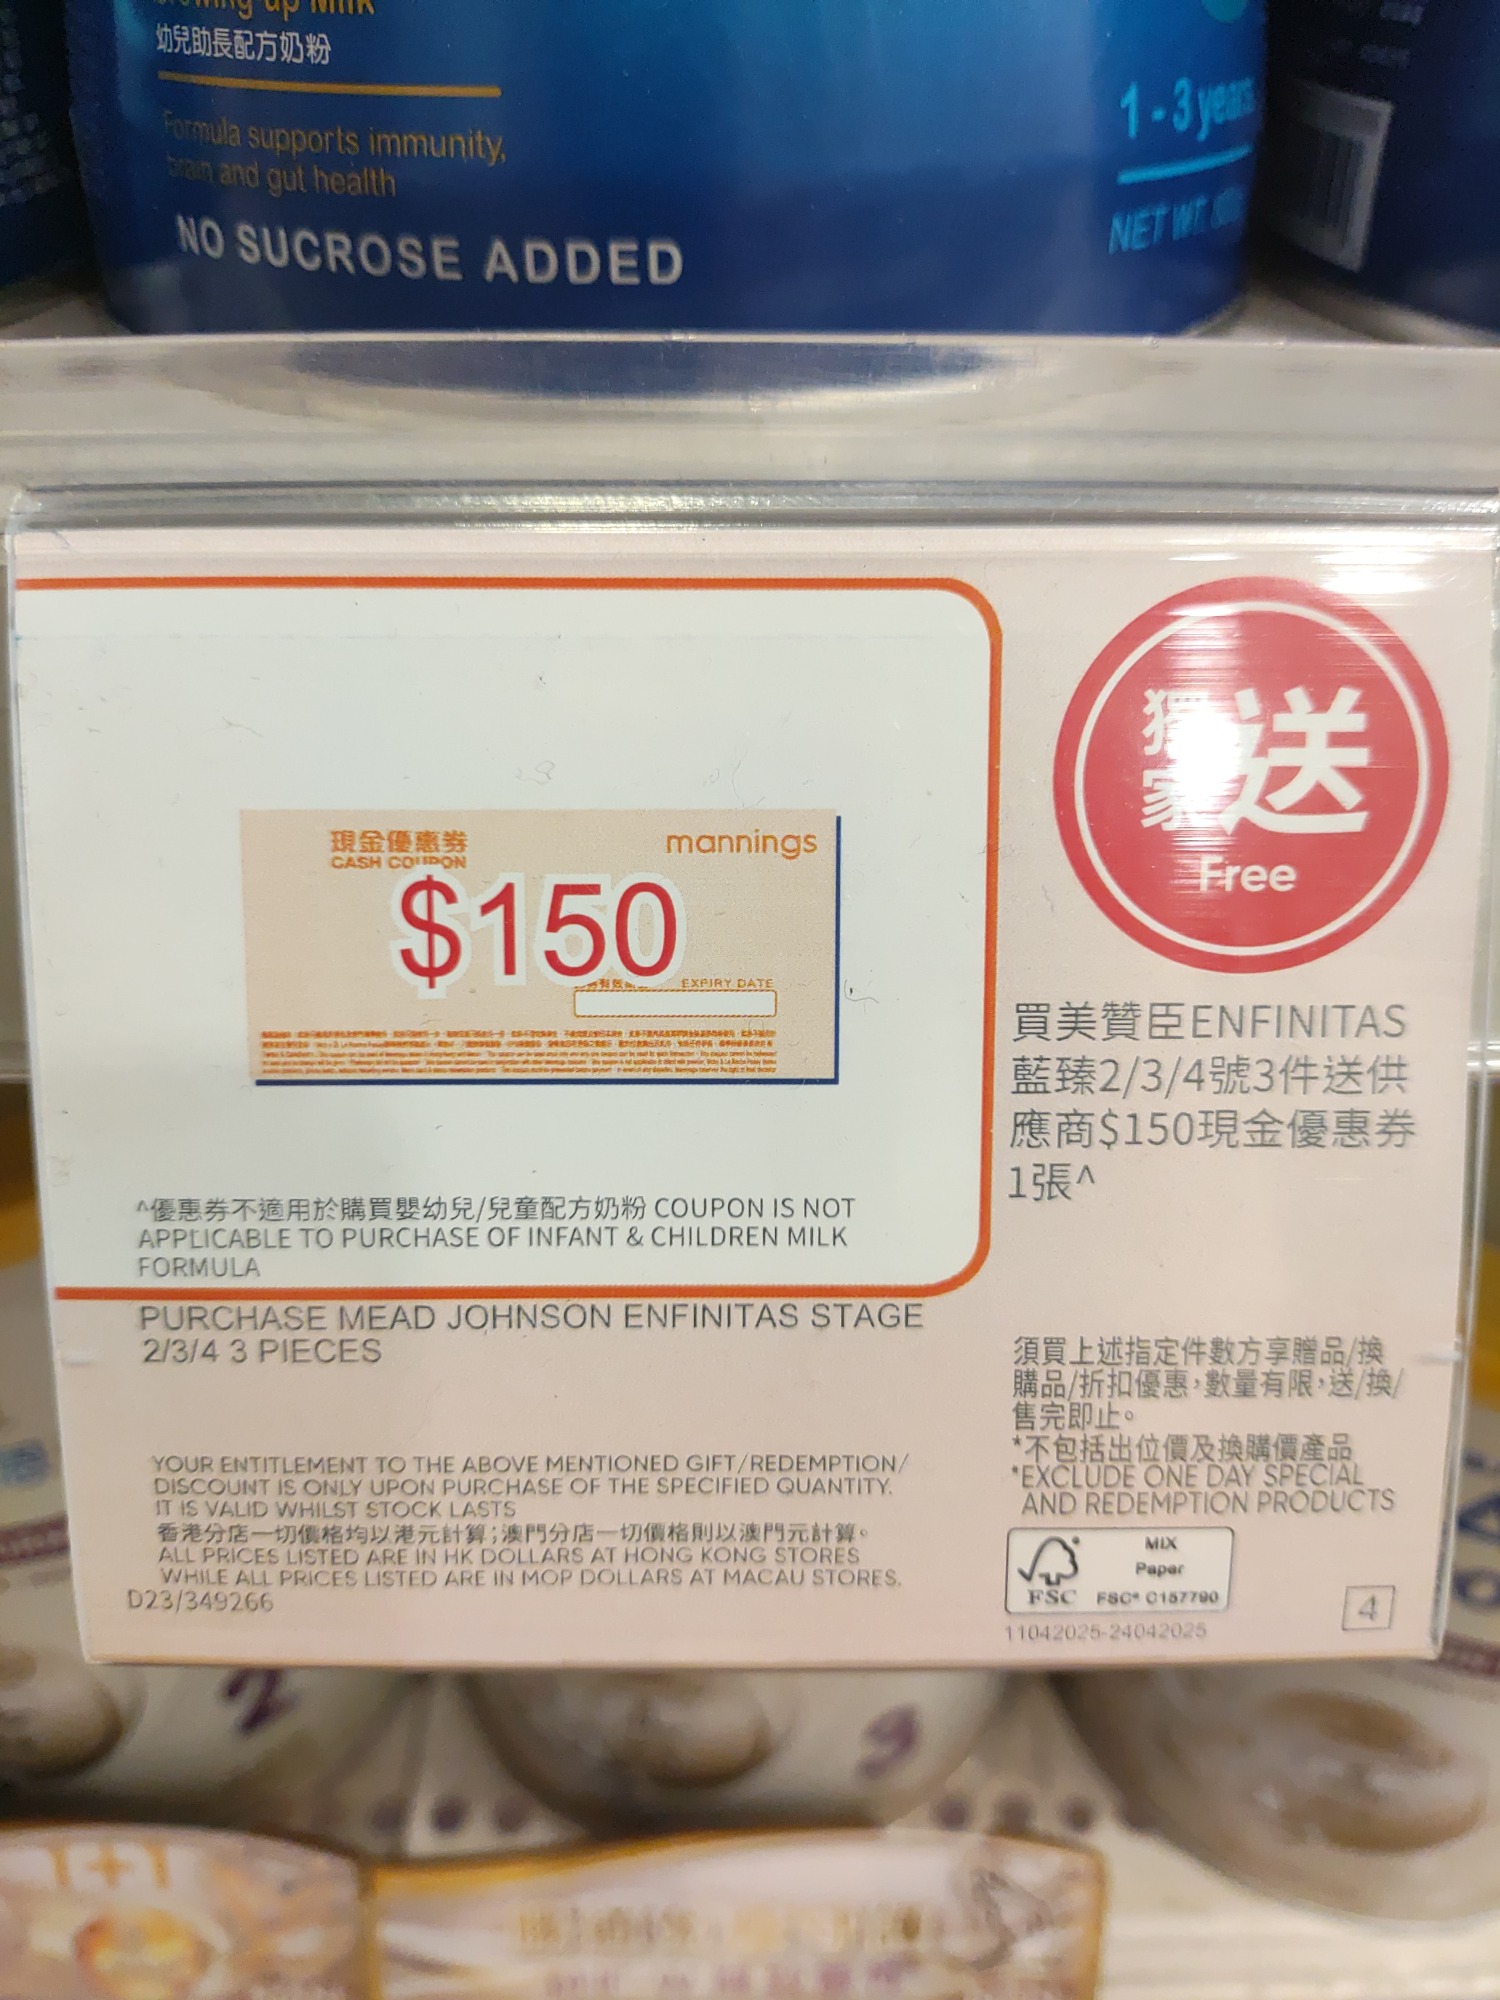 幼兒助長配方奶粉
Formula supports immunity,
brain and gut health
NO SUCROSE ADDED
1-3 years
NET WT.
獨家送
Free
現金優惠券
CASH COUPON
mannings
$150
EXPIRY DATE
買美贊臣ENFINITAS
藍臻2/3/4號3件送供
應商$150現金優惠券
1張^
^優惠券不適用於購買嬰幼兒/兒童配方奶粉 COUPON IS NOT
APPLICABLE TO PURCHASE OF INFANT & CHILDREN MILK
FORMULA
PURCHASE MEAD JOHNSON ENFINITAS STAGE
2/3/4 3 PIECES
須買上述指定件數方享贈品/換
購品/折扣優惠，數量有限，送/換/
售完即止。
*不包括出位價及換購價產品
*EXCLUDE ONE DAY SPECIAL
AND REDEMPTION PRODUCTS
YOUR ENTITLEMENT TO THE ABOVE MENTIONED GIFT/REDEMPTION/
DISCOUNT IS ONLY UPON PURCHASE OF THE SPECIFIED QUANTITY.
IT IS VALID WHILST STOCK LASTS
香港分店一切價格均以港元計算；澳門分店一切價格則以澳門元計算。
ALL PRICES LISTED ARE IN HK DOLLARS AT HONG KONG STORES
WHILE ALL PRICES LISTED ARE IN MOP DOLLARS AT MACAU STORES.
D23/349266
FSC
MIX
Paper
FSC® C157790
11042025-24042025
4
2
3